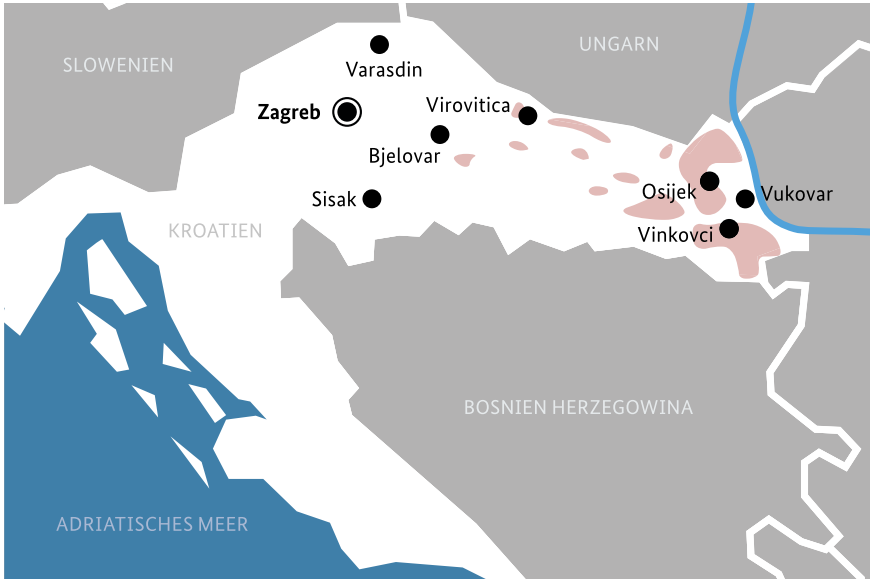 UNGARN
SLOWENIEN
Varasdin
Zagreb
Virovitica
Bjelovar
Osijek
Vukovar
Sisak
KROATIEN
Vinkovci
BOSNIEN HERZEGOWINA
ADRIATISCHES MEER